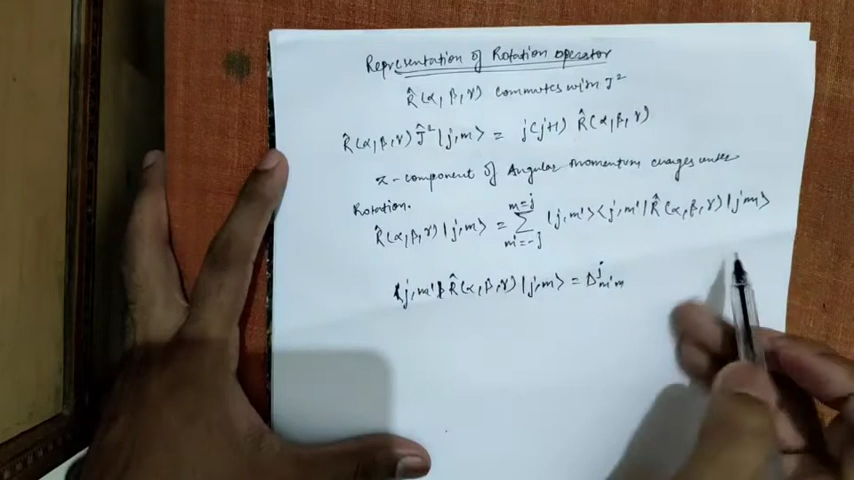 Representation of Rotation operator
R̂(α,β,γ) commutes with J²
R̂(α,β,γ) Ĵ² |j,m> = j(j+1) R̂(α,β,γ)
z-component of Angular momentum changes under
Rotation.
R̂(α,β,γ) |j,m> = Σ_{m'=-j}^{m=j} |j,m'><j,m'| R̂(α,β,γ) |j m>
<j,m'| R̂(α,β,γ) |j,m> = D^j_{m'm}